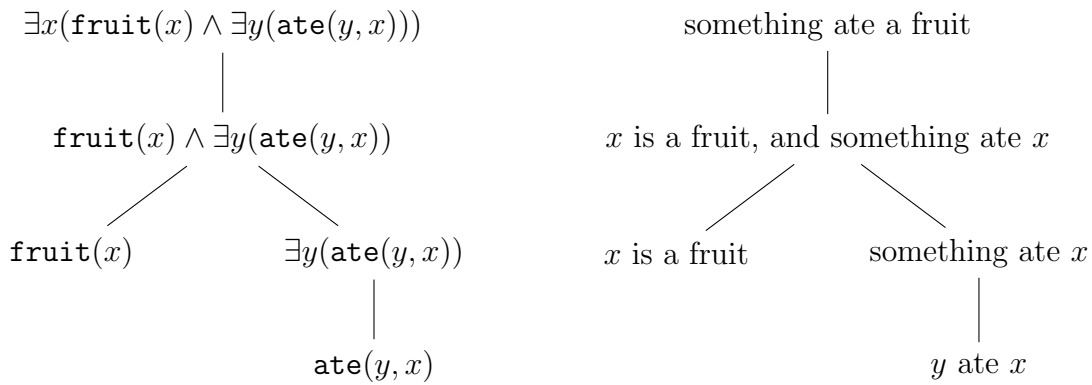 ∃x(fruit(x) ∧ ∃y(ate(y, x))) something ate a fruit
fruit(x) ∧ ∃y(ate(y, x)) x is a fruit, and something ate x
fruit(x) ∃y(ate(y, x)) x is a fruit something ate x
ate(y, x) y ate x